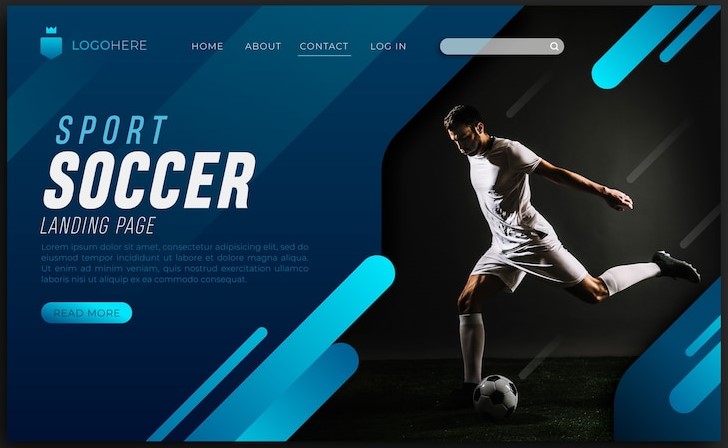 LOGOHERE
HOME
ABOUT
CONTACT
LOG IN
SPORT
SOCCER
LANDING PAGE
Lorem ipsum dolor sit amet, consectetur adipiscing elit, sed do
eiusmod tempor incididunt ut labore et dolore magna aliqua.
Ut enim ad minim veniam, quis nostrud exercitation ullamco
laboris nisi ut aliquip ex ea commodo consequat.
READ MORE